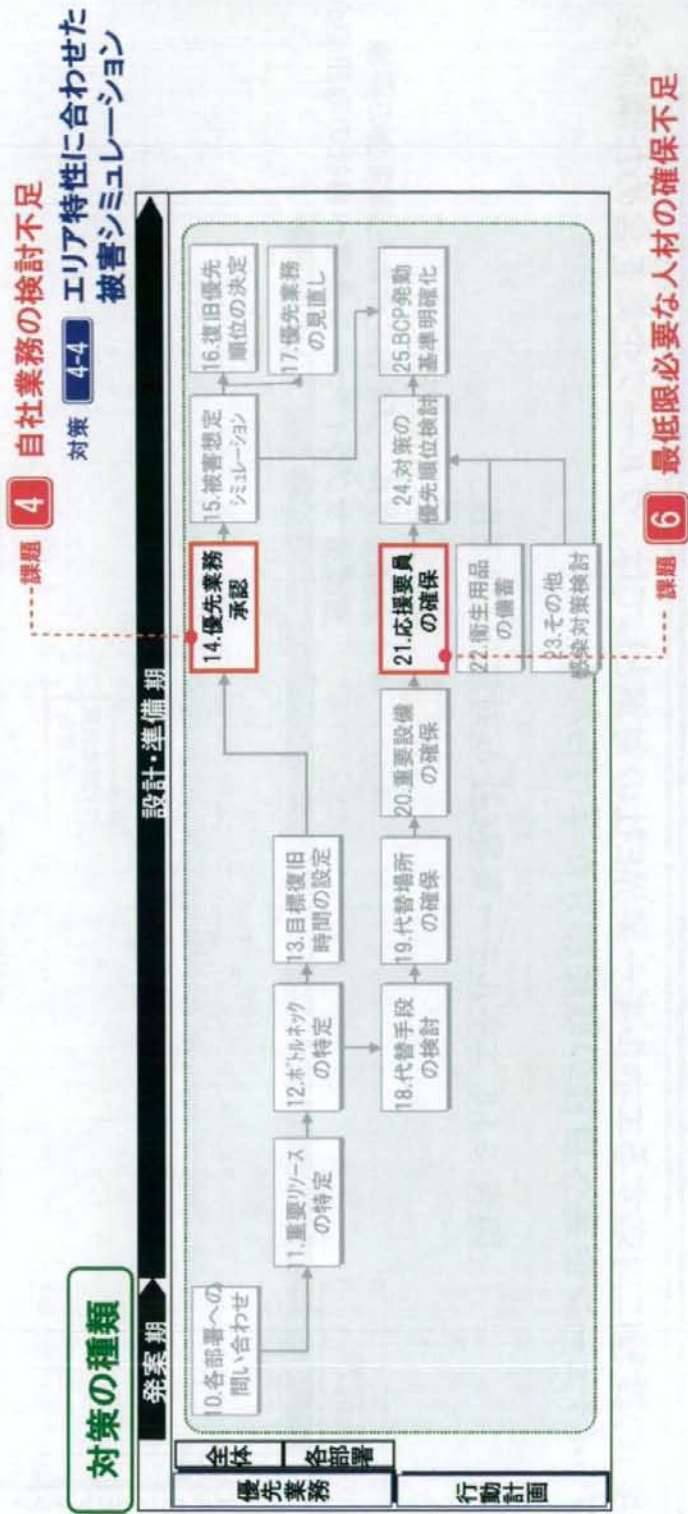 対策の種類
課題 4 自社業務の検討不足
対策 4-4 エリア特性に合わせた
被害シミュレーション
発案期
設計・準備期
優先業務
全体
各部署
行動計画
10.各部署への
問い合わせ
11.重要リソース
の特定
12.ボトルネック
の特定
13.目標復旧
時間の設定
14.優先業務
承認
15.被害想定
シミュレーション
16.復旧優先
順位の決定
17.優先業務
の見直し
18.代替手段
の検討
19.代替場所
の確保
20.重要設備
の確保
21.応援要員
の確保
22.衛生用品
の備蓄
23.その他
感染対策検討
24.対策の
優先順位検討
25.BCP発動
基準明確化
課題 6 最低限必要な人材の確保不足